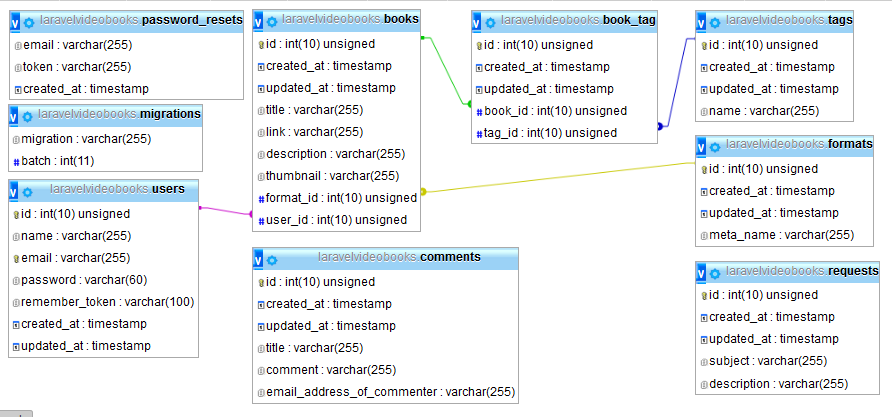 laravelvideobooks.password_resets
email : varchar(255)
token : varchar(255)
created_at : timestamp
laravelvideobooks.migrations
migration : varchar(255)
batch : int(11)
laravelvideobooks.users
id : int(10) unsigned
name : varchar(255)
email : varchar(255)
password : varchar(60)
remember_token : varchar(100)
created_at : timestamp
updated_at : timestamp
laravelvideobooks.books
id : int(10) unsigned
created_at : timestamp
updated_at : timestamp
title : varchar(255)
link : varchar(255)
description : varchar(255)
thumbnail : varchar(255)
format_id : int(10) unsigned
user_id : int(10) unsigned
laravelvideobooks.comments
id : int(10) unsigned
created_at : timestamp
updated_at : timestamp
title : varchar(255)
comment : varchar(255)
email_address_of_commenter : varchar(255)
laravelvideobooks.book_tag
id : int(10) unsigned
created_at : timestamp
updated_at : timestamp
book_id : int(10) unsigned
tag_id : int(10) unsigned
laravelvideobooks.tags
id : int(10) unsigned
created_at : timestamp
updated_at : timestamp
name : varchar(255)
laravelvideobooks.formats
id : int(10) unsigned
created_at : timestamp
updated_at : timestamp
meta_name : varchar(255)
laravelvideobooks.requests
id : int(10) unsigned
created_at : timestamp
updated_at : timestamp
subject : varchar(255)
description : varchar(255)